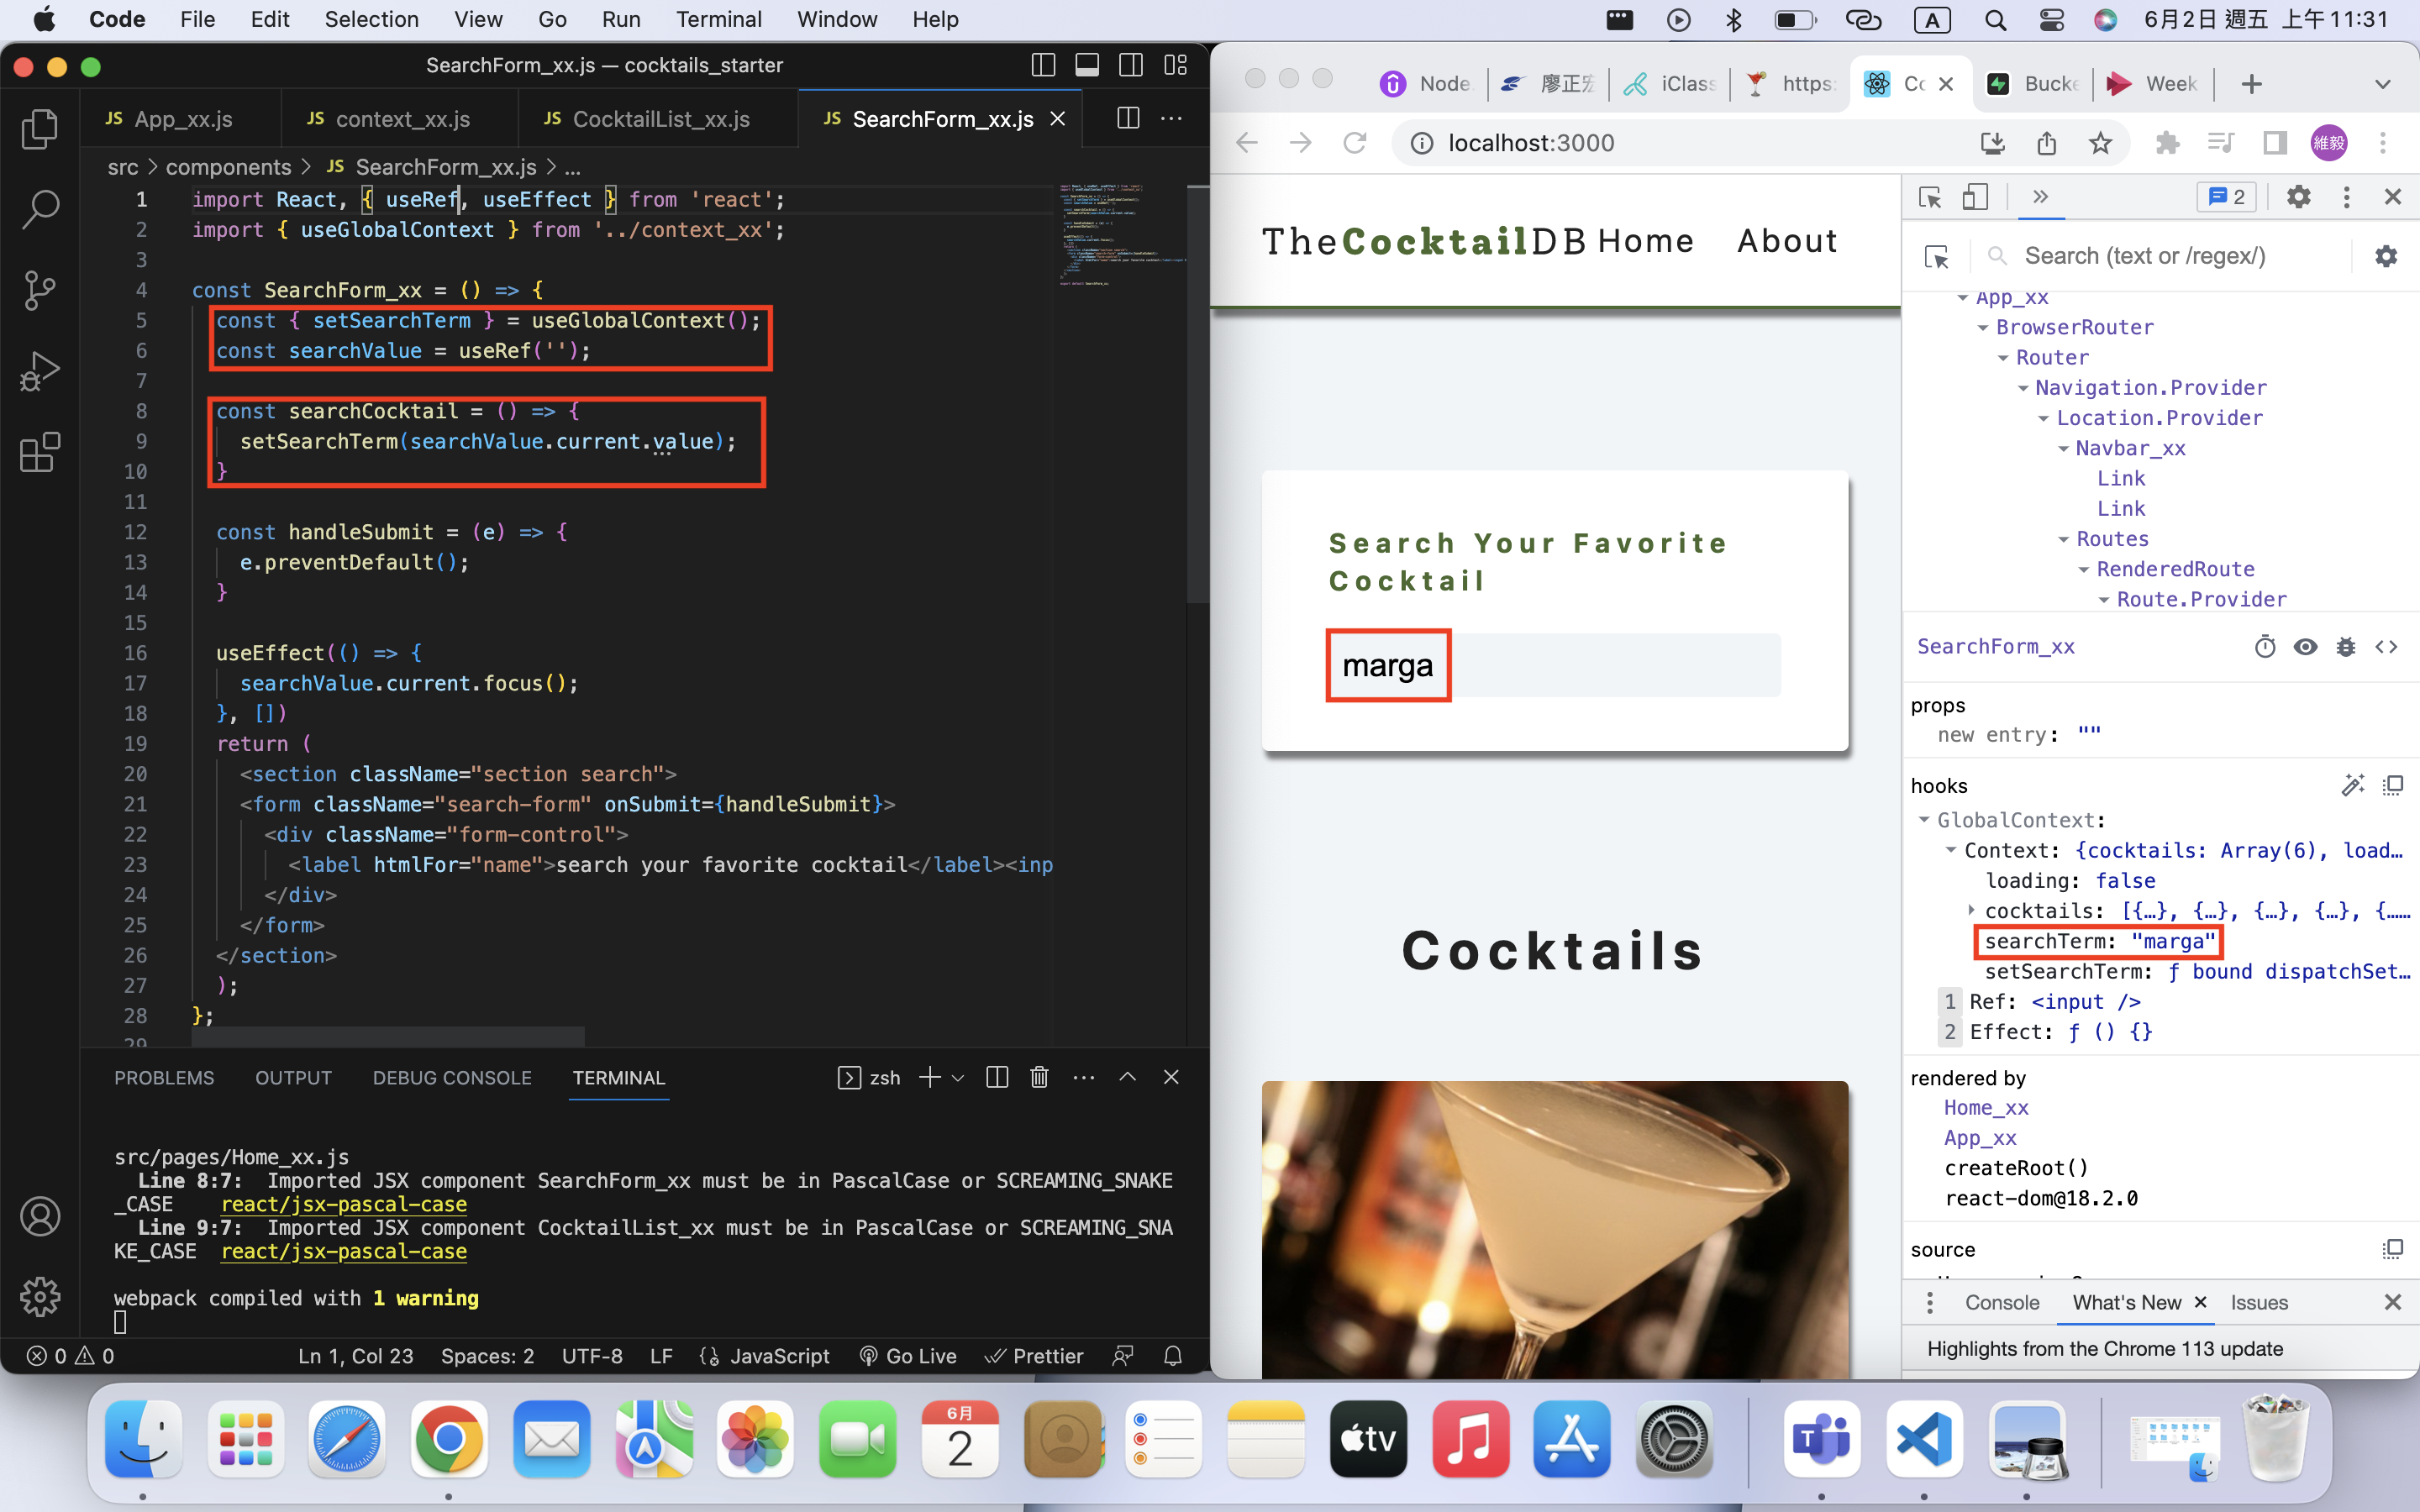 Code File Edit Selection View Go Run Terminal Window Help
A 6月2日 週五 上午 11:31
SearchForm_xx.js — cocktails_starter
JS App_xx.js JS context_xx.js JS CocktailList_xx.js JS SearchForm_xx.js
src > components > JS SearchForm_xx.js > ...
1 import React, { useRef, useEffect } from 'react';
2 import { useGlobalContext } from '../context_xx';
3
4 const SearchForm_xx = () => {
5 const { setSearchTerm } = useGlobalContext();
6 const searchValue = useRef('');
7
8 const searchCocktail = () => {
9 setSearchTerm(searchValue.current.value);
10 }
11
12 const handleSubmit = (e) => {
13 e.preventDefault();
14 }
15
16 useEffect(() => {
17 searchValue.current.focus();
18 }, [])
19 return (
20 <section className="section search">
21 <form className="search-form" onSubmit={handleSubmit}>
22 <div className="form-control">
23 <label htmlFor="name">search your favorite cocktail</label><inp
24 </div>
25 </form>
26 </section>
27 );
28 };
29
PROBLEMS OUTPUT DEBUG CONSOLE TERMINAL zsh
src/pages/Home_xx.js
Line 8:7: Imported JSX component SearchForm_xx must be in PascalCase or SCREAMING_SNAKE
_CASE react/jsx-pascal-case
Line 9:7: Imported JSX component CocktailList_xx must be in PascalCase or SCREAMING_SNA
KE_CASE react/jsx-pascal-case
webpack compiled with 1 warning
0 0 Ln 1, Col 23 Spaces: 2 UTF-8 LF JavaScript Go Live Prettier
Node. 廖正宏 iClass https: Co Bucke Week
localhost:3000
維毅
TheCocktailDB Home About
Search Your Favorite
Cocktail
marga
Cocktails
2
Search (text or /regex/)
App_xx
BrowserRouter
Router
Navigation.Provider
Location.Provider
Navbar_xx
Link
Link
Routes
RenderedRoute
Route.Provider
SearchForm_xx
props
new entry: ""
hooks
GlobalContext:
Context: {cocktails: Array(6), load…
loading: false
cocktails: [{…}, {…}, {…}, {…}, {……
searchTerm: "marga"
setSearchTerm: ƒ bound dispatchSet…
1 Ref: <input />
2 Effect: ƒ () {}
rendered by
Home_xx
App_xx
createRoot()
react-dom@18.2.0
source
Console What's New Issues
Highlights from the Chrome 113 update
6月
2
tv
T